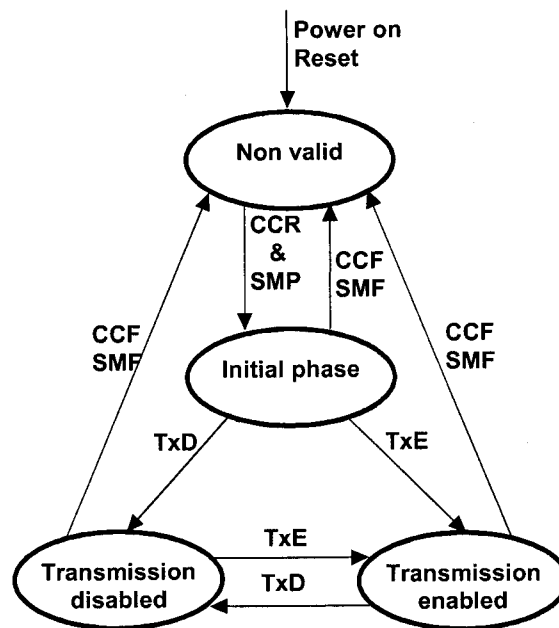 Power on
Reset
Non valid
CCR
&
SMP
CCF
SMF
CCF
SMF
CCF
SMF
Initial phase
TxD
TxE
Transmission
disabled
TxE
TxD
Transmission
enabled